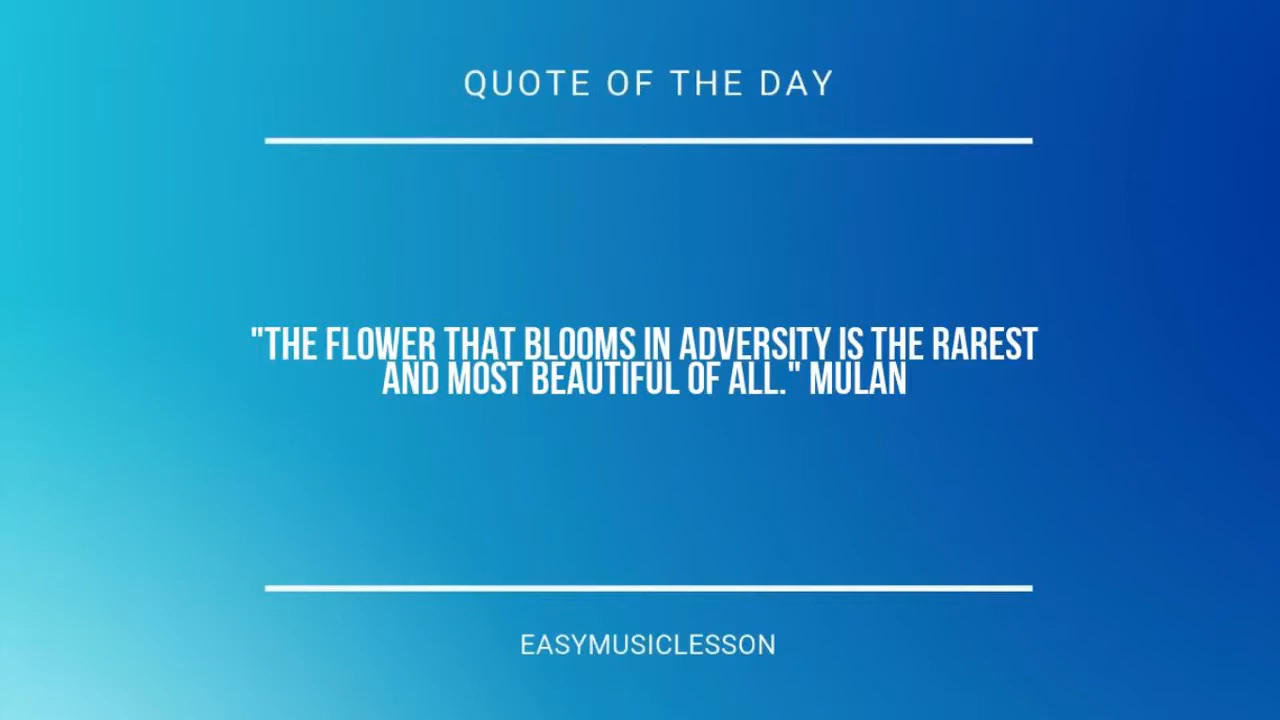 QUOTE OF THE DAY
"THE FLOWER THAT BLOOMS IN ADVERSITY IS THE RAREST
AND MOST BEAUTIFUL OF ALL." MULAN
EASYMUSICLESSON